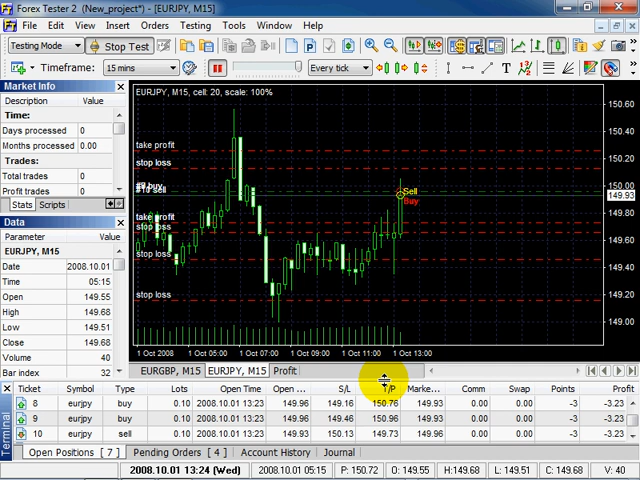 Forex Tester 2 (New_project*) - [EURJPY, M15]
File Edit View Insert Orders Testing Tools Window Help
Testing Mode Stop Test
Timeframe: 15 mins Every tick
Market Info
Description Value
Time:
Days processed 0
Months processed 0.00
Trades:
Total trades 0
Profit trades 0
Stats Scripts
Data
Parameter Value
EURJPY, M15
Date 2008.10.01
Time 05:15
Open 149.55
High 149.68
Low 149.51
Close 149.68
Volume 40
Bar index 32
EURJPY, M15, cell: 20, scale: 100%
take profit
stop loss
Sell
Buy
take profit
stop loss
stop loss
stop loss
150.60
150.40
150.20
150.00
149.93
149.80
149.60
149.40
149.20
149.00
1 Oct 2008 1 Oct 05:00 1 Oct 07:00 1 Oct 09:00 1 Oct 11:00 1 Oct 13:00
EURGBP, M15 EURJPY, M15 Profit
Terminal
Ticket Symbol Type Lots Open Time Open ... S/L T/P Marke... Comm Swap Points Profit
8 eurjpy buy 0.10 2008.10.01 13:23 149.96 149.16 150.76 149.93 0.00 0.00 -3 -3.23
9 eurjpy buy 0.10 2008.10.01 13:23 149.96 149.46 150.96 149.93 0.00 0.00 -3 -3.23
10 eurjpy sell 0.10 2008.10.01 13:23 149.93 150.13 149.73 149.96 0.00 0.00 -3 -3.23
Open Positions [ 7 ] Pending Orders [ 4 ] Account History Journal
2008.10.01 13:24 (Wed) 2008.10.01 05:15 P: 150.72 O: 149.55 H:149.68 L: 149.51 C: 149.68 V: 40